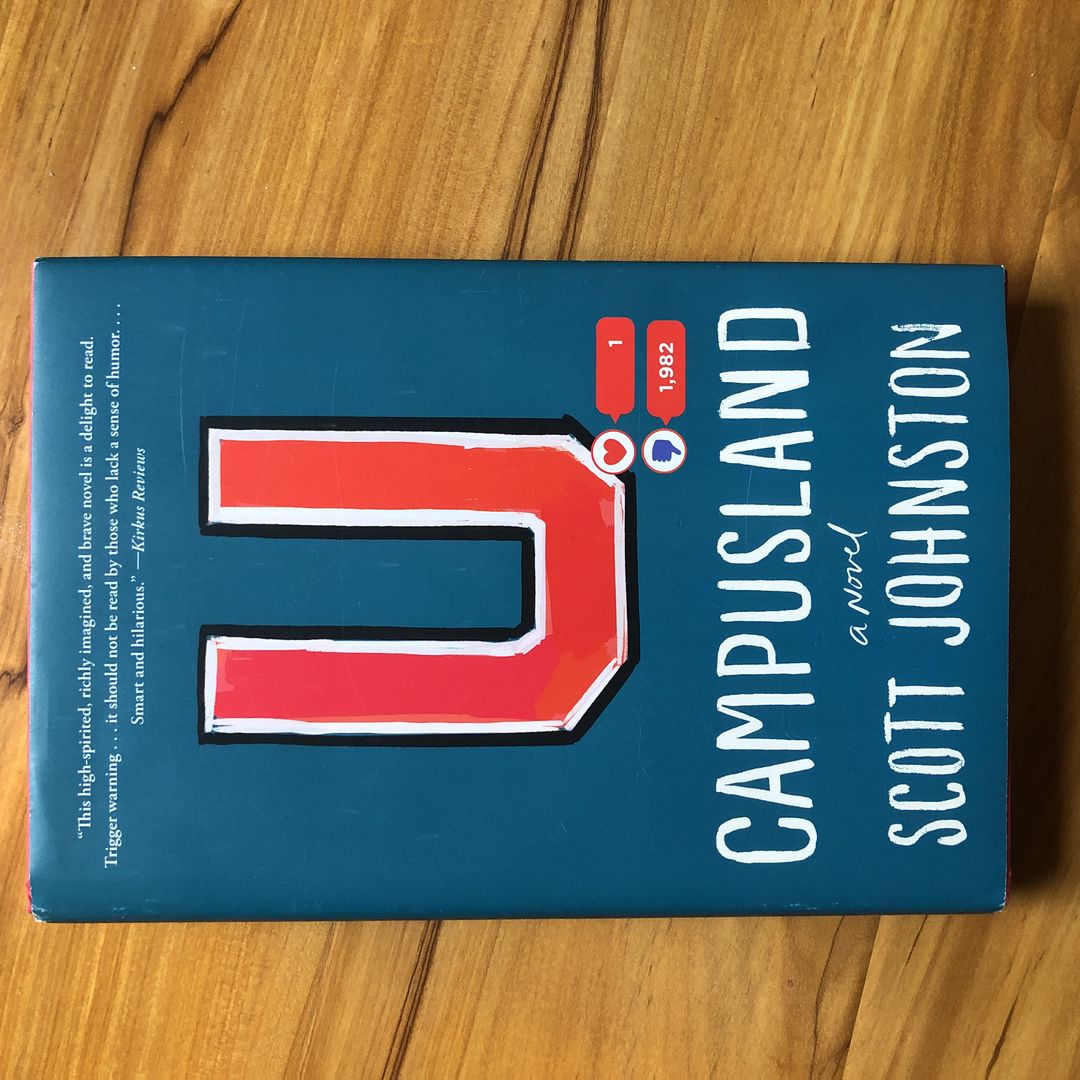 “This high-spirited, richly imagined, and brave novel is a delight to read.
Trigger warning . . . it should not be read by those who lack a sense of humor. . . .
Smart and hilarious.” —Kirkus Reviews
U
1
1,982
CAMPUSLAND
a Novel
SCOTT JOHNSTON